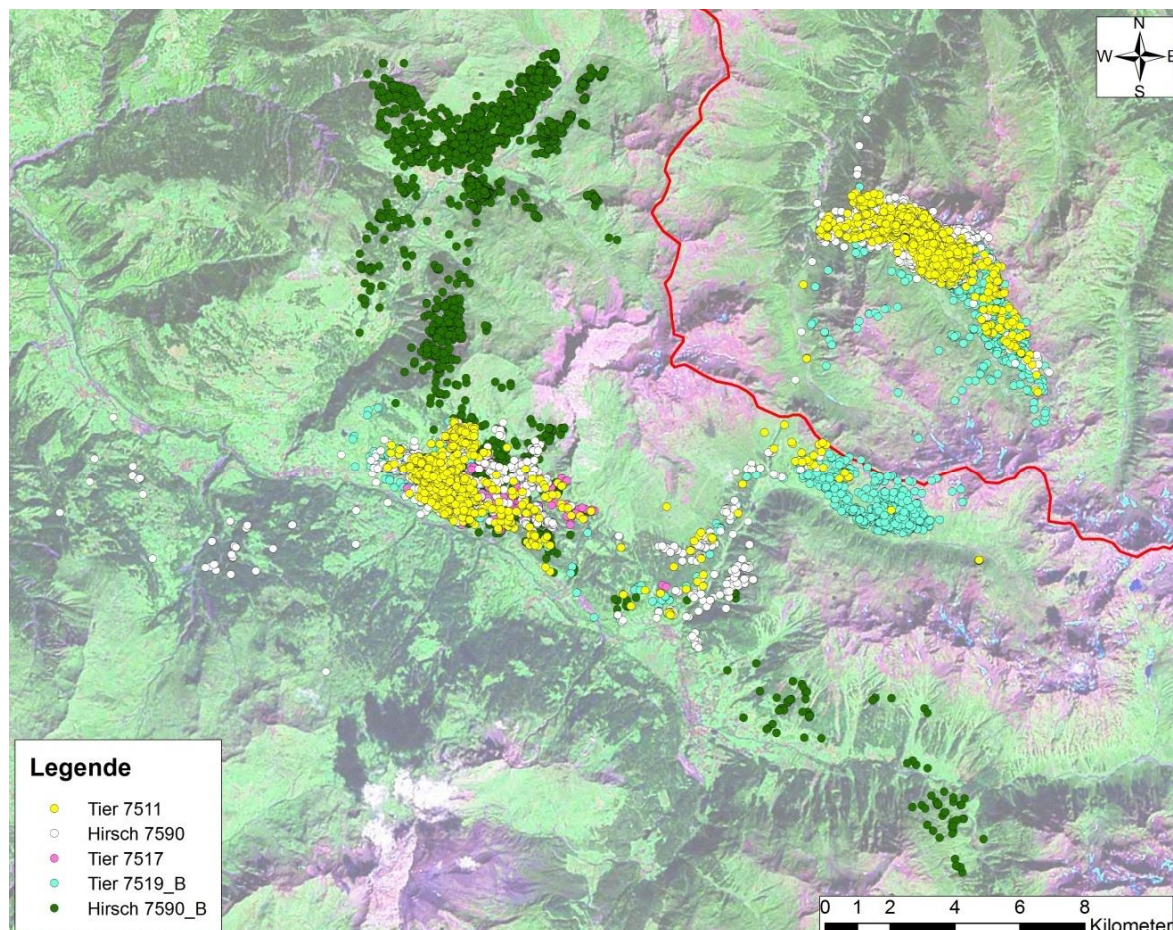 N
W E
S
Legende
Tier 7511
Hirsch 7590
Tier 7517
Tier 7519_B
Hirsch 7590_B
0 1 2 4 6 8
Kilometer